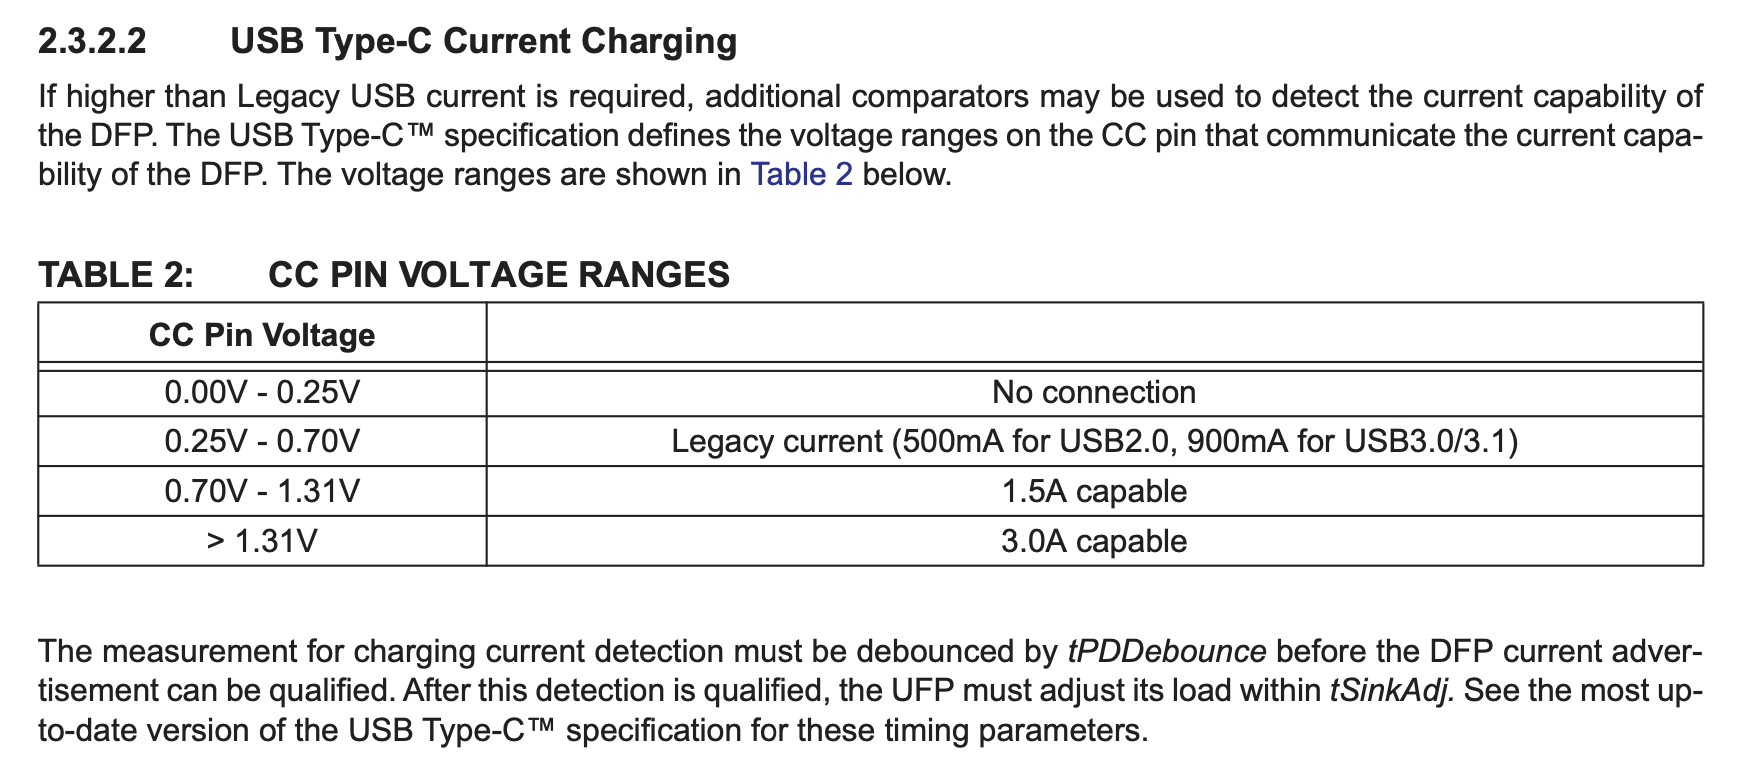 2.3.2.2 USB Type-C Current Charging
If higher than Legacy USB current is required, additional comparators may be used to detect the current capability of
the DFP. The USB Type-C™ specification defines the voltage ranges on the CC pin that communicate the current capa-
bility of the DFP. The voltage ranges are shown in Table 2 below.
TABLE 2: CC PIN VOLTAGE RANGES
CC Pin Voltage
0.00V - 0.25V No connection
0.25V - 0.70V Legacy current (500mA for USB2.0, 900mA for USB3.0/3.1)
0.70V - 1.31V 1.5A capable
> 1.31V 3.0A capable
The measurement for charging current detection must be debounced by tPDDebounce before the DFP current adver-
tisement can be qualified. After this detection is qualified, the UFP must adjust its load within tSinkAdj. See the most up-
to-date version of the USB Type-C™ specification for these timing parameters.